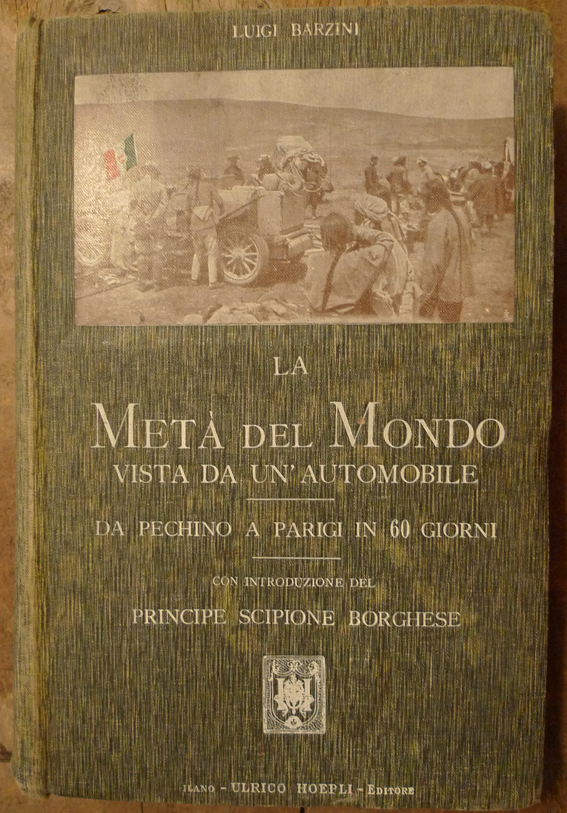 LUIGI BARZINI
LA
METÀ DEL MONDO
VISTA DA UN'AUTOMOBILE
DA PECHINO A PARIGI IN 60 GIORNI
CON INTRODUZIONE DEL
PRINCIPE SCIPIONE BORGHESE
ILANO - ULRICO HOEPLI - EDITORE